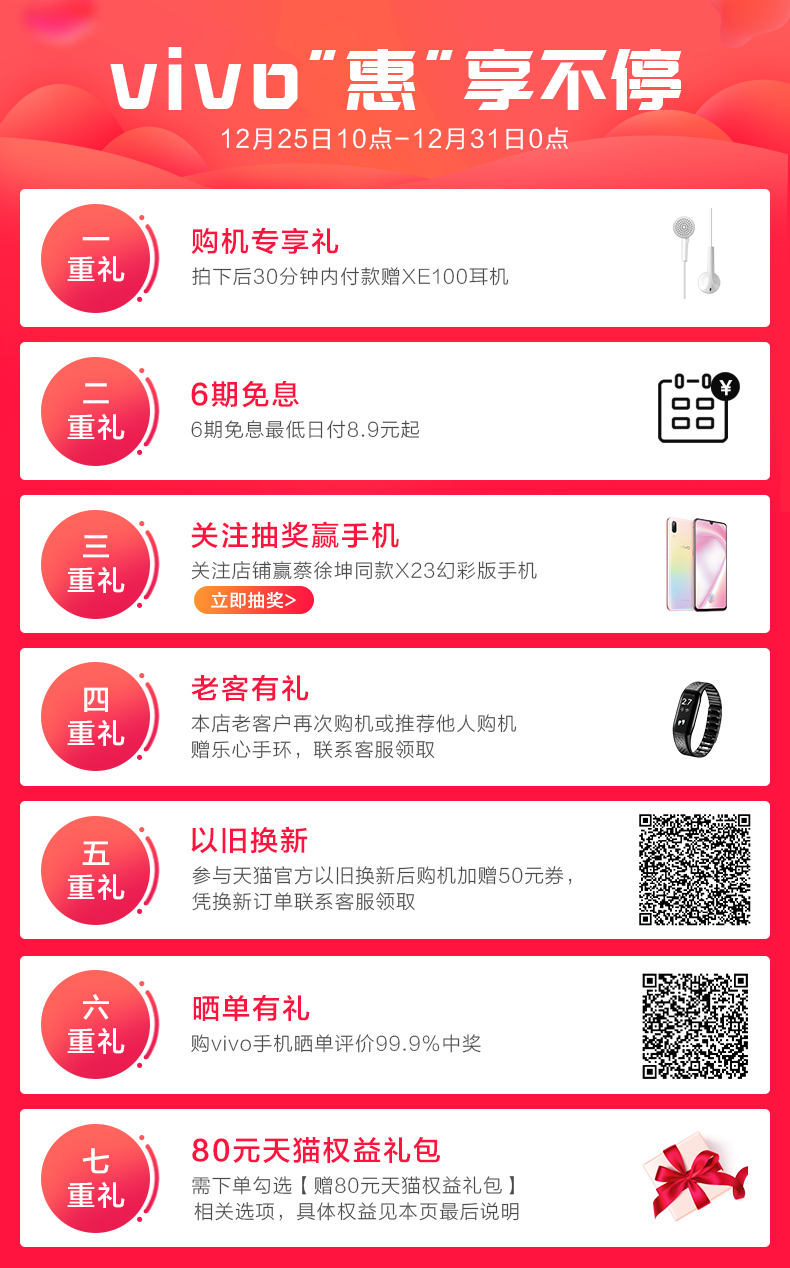 vivo“惠“享不停
12月25日10点-12月31日0点
一
重礼
购机专享礼
拍下后30分钟内付款赠XE100耳机
二
重礼
6期免息
6期免息最低日付8.9元起
¥
三
重礼
关注抽奖赢手机
关注店铺赢蔡徐坤同款X23幻彩版手机
立即抽奖>
四
重礼
老客有礼
本店老客户再次购机或推荐他人购机
赠乐心手环，联系客服领取
27
五
重礼
以旧换新
参与天猫官方以旧换新后购机加赠50元券，
凭换新订单联系客服领取
六
重礼
晒单有礼
购vivo手机晒单评价99.9%中奖
七
重礼
80元天猫权益礼包
需下单勾选【赠80元天猫权益礼包】
相关选项，具体权益见本页最后说明